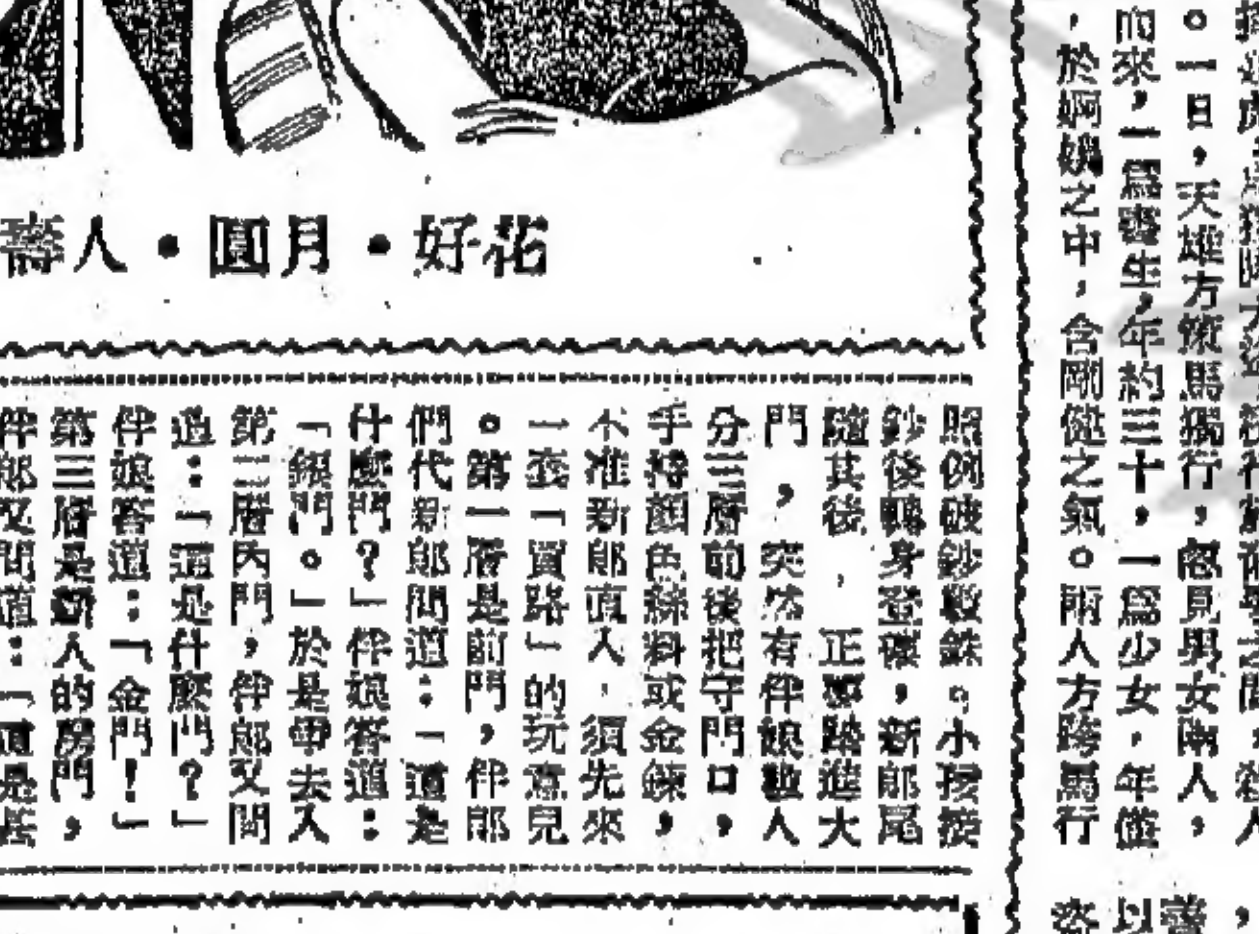 。一日，天雄方策馬獨行，忽見男女兩人，
而來，一為書生，年約三十，一為少女，年僅
，於婀娜之中，含剛健之氣。兩人方跨馬行
善
以
姿
花好・月圓・人壽
照例破鈔數銖。小孩接
鈔後轉身登樓，新郎尾
隨其後，正要踏進大
門，突然有伴娘數人
分三層前後把守門口，
手持顏色絲料或金鍊，
不准新郎直入，須先來
一套「買路」的玩意見
。第一層是前門，伴郎
們代新郎問道：「這是
什麼門？」伴娘答道：
「銀門。」於是再去入
第二層內門，伴郎又問
道：「這是什麼門？」
伴娘答道：「金門！」
第三層是新人的房門，
伴郎又問道：「這是甚